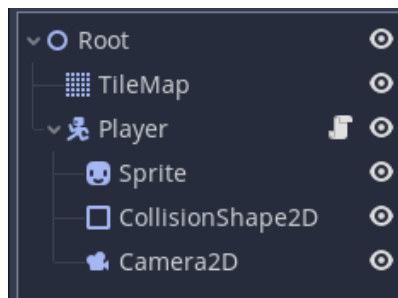 Root
TileMap
Player
Sprite
CollisionShape2D
Camera2D